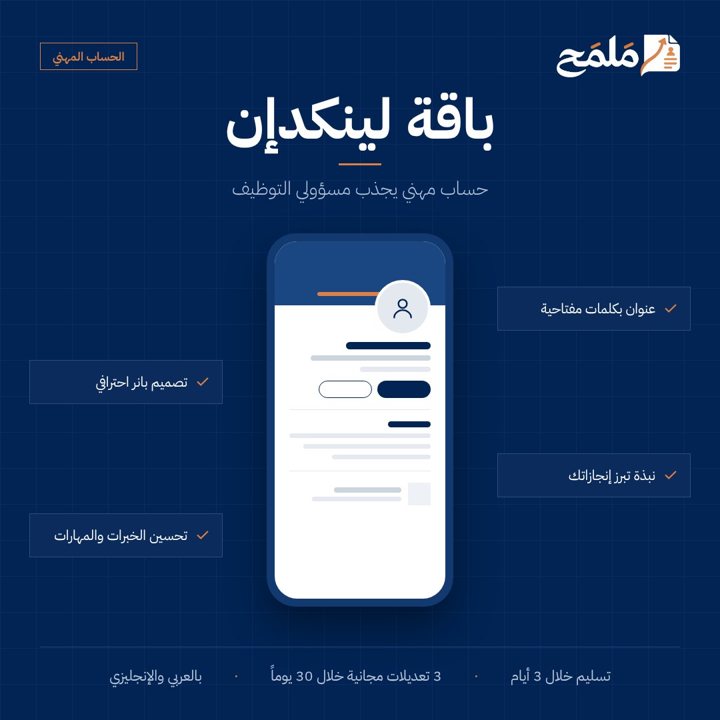 مَلمَح
الحساب المهني
باقة لينكدإن
حساب مهني يجذب مسؤولي التوظيف
عنوان بكلمات مفتاحية
تصميم بانر احترافي
نبذة تبرز إنجازاتك
تحسين الخبرات والمهارات
تسليم خلال 3 أيام · 3 تعديلات مجانية خلال 30 يوماً · بالعربي والإنجليزي